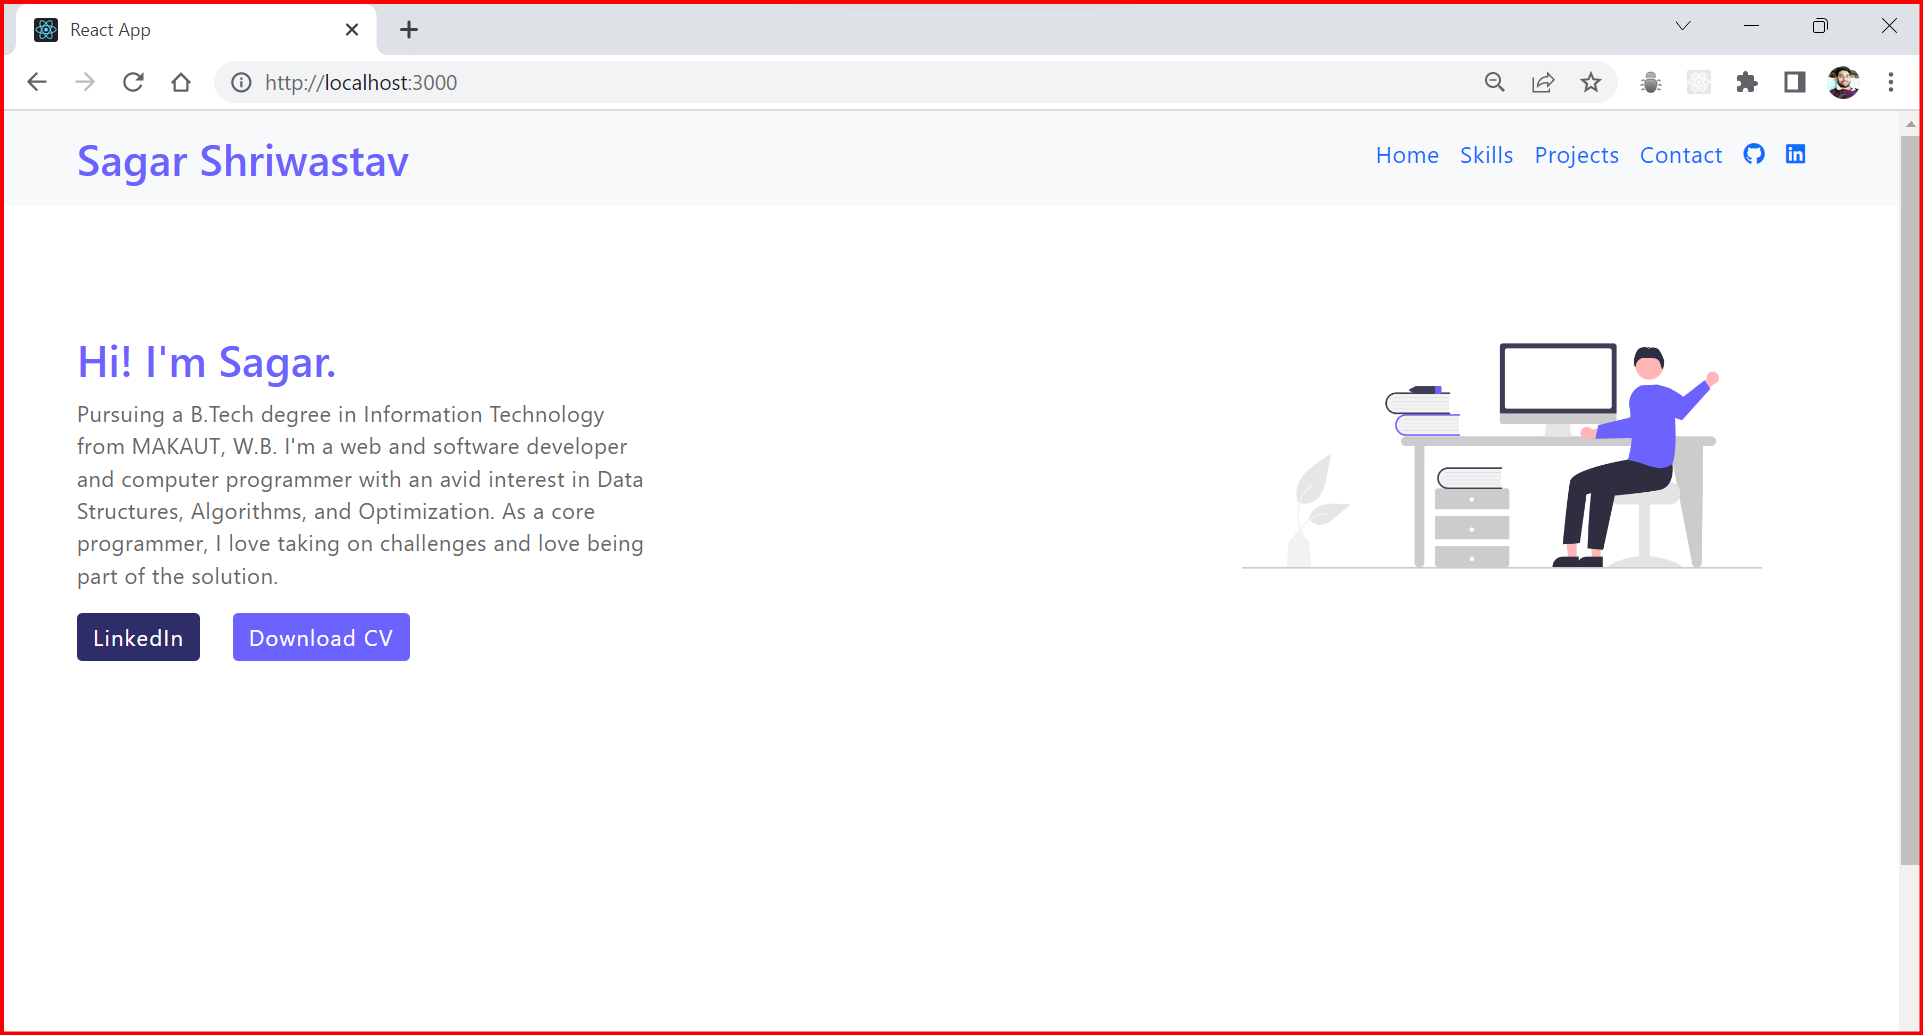 React App
http://localhost:3000
Sagar Shriwastav
Home Skills Projects Contact
Hi! I'm Sagar.
Pursuing a B.Tech degree in Information Technology
from MAKAUT, W.B. I'm a web and software developer
and computer programmer with an avid interest in Data
Structures, Algorithms, and Optimization. As a core
programmer, I love taking on challenges and love being
part of the solution.
LinkedIn Download CV